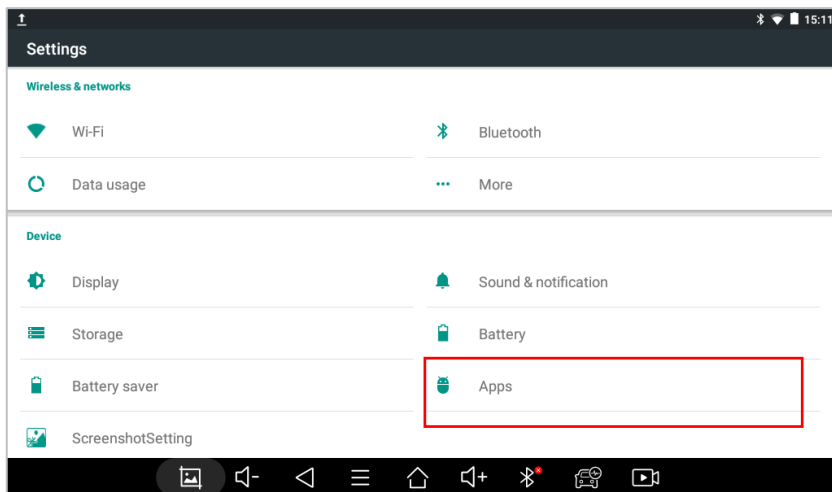 15:11
Settings
Wireless & networks
Wi-Fi
Bluetooth
Data usage
More
Device
Display
Sound & notification
Storage
Battery
Battery saver
Apps
ScreenshotSetting